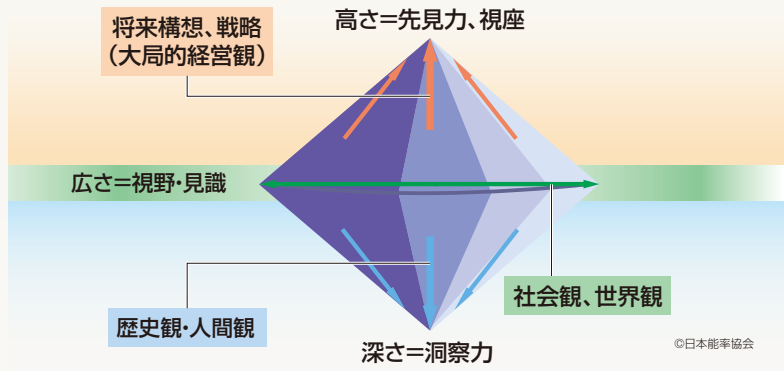 将来構想、戦略
（大局的経営観）
高さ＝先見力、視座
広さ＝視野・見識
社会観、世界観
歴史観・人間観
深さ＝洞察力
©日本能率協会